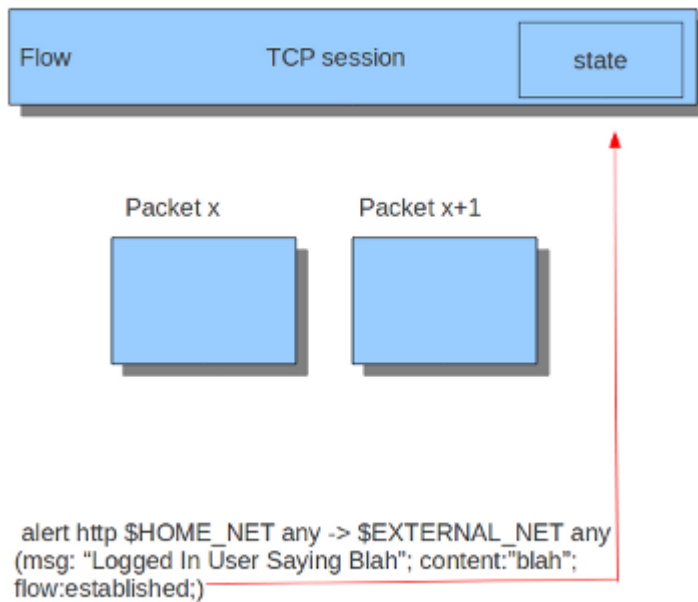 Flow TCP session state
Packet x Packet x+1
alert http $HOME_NET any -> $EXTERNAL_NET any
(msg: “Logged In User Saying Blah"; content:"blah";
flow:established;)